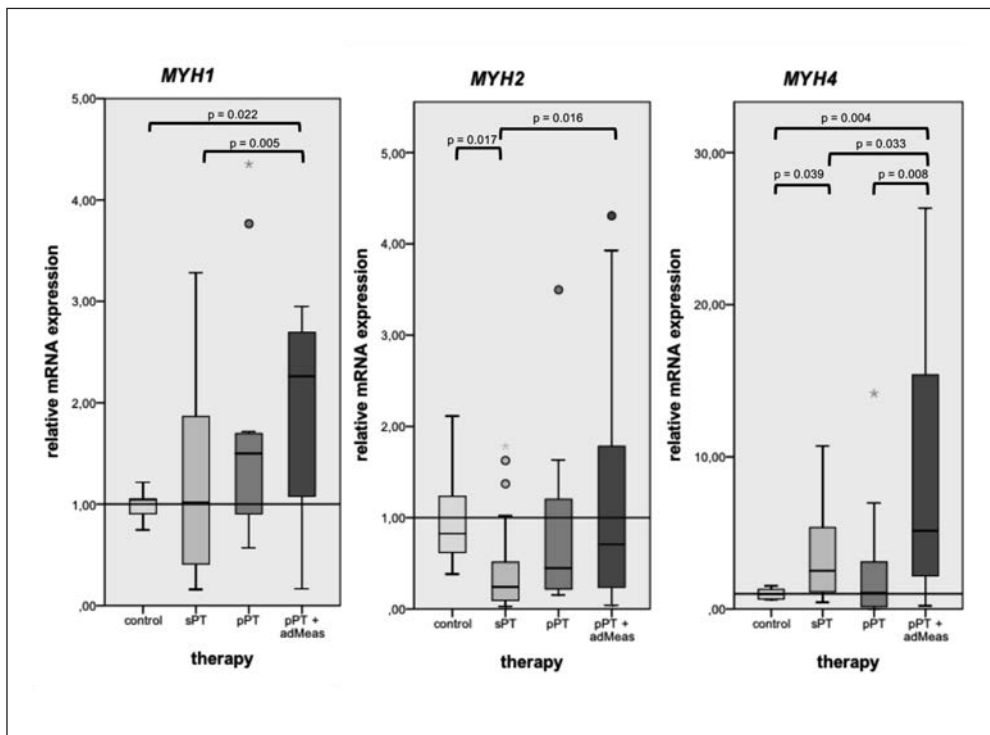 MYH1
MYH2
MYH4
relative mRNA expression
5,00
4,00
3,00
2,00
1,00
,00
p = 0.022
p = 0.005
control
sPT
pPT
pPT +
adMeas
therapy
relative mRNA expression
5,00
4,00
3,00
2,00
1,00
,00
p = 0.017
p = 0.016
control
sPT
pPT
pPT +
adMeas
therapy
relative mRNA expression
30,00
20,00
10,00
,00
p = 0.004
p = 0.033
p = 0.039
p = 0.008
control
sPT
pPT
pPT +
adMeas
therapy